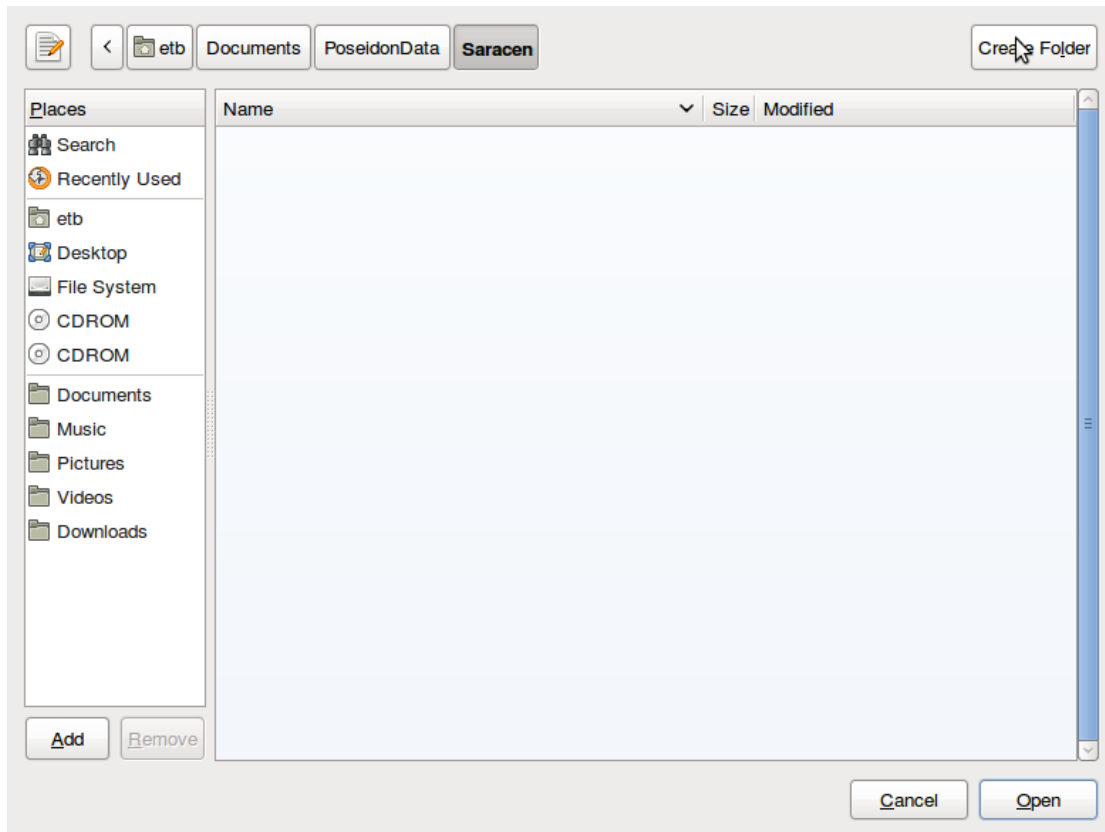 etb Documents PoseidonData Saracen Create Folder
Places
Name Size Modified
Search
Recently Used
etb
Desktop
File System
CDROM
CDROM
Documents
Music
Pictures
Videos
Downloads
Add Remove
Cancel Open